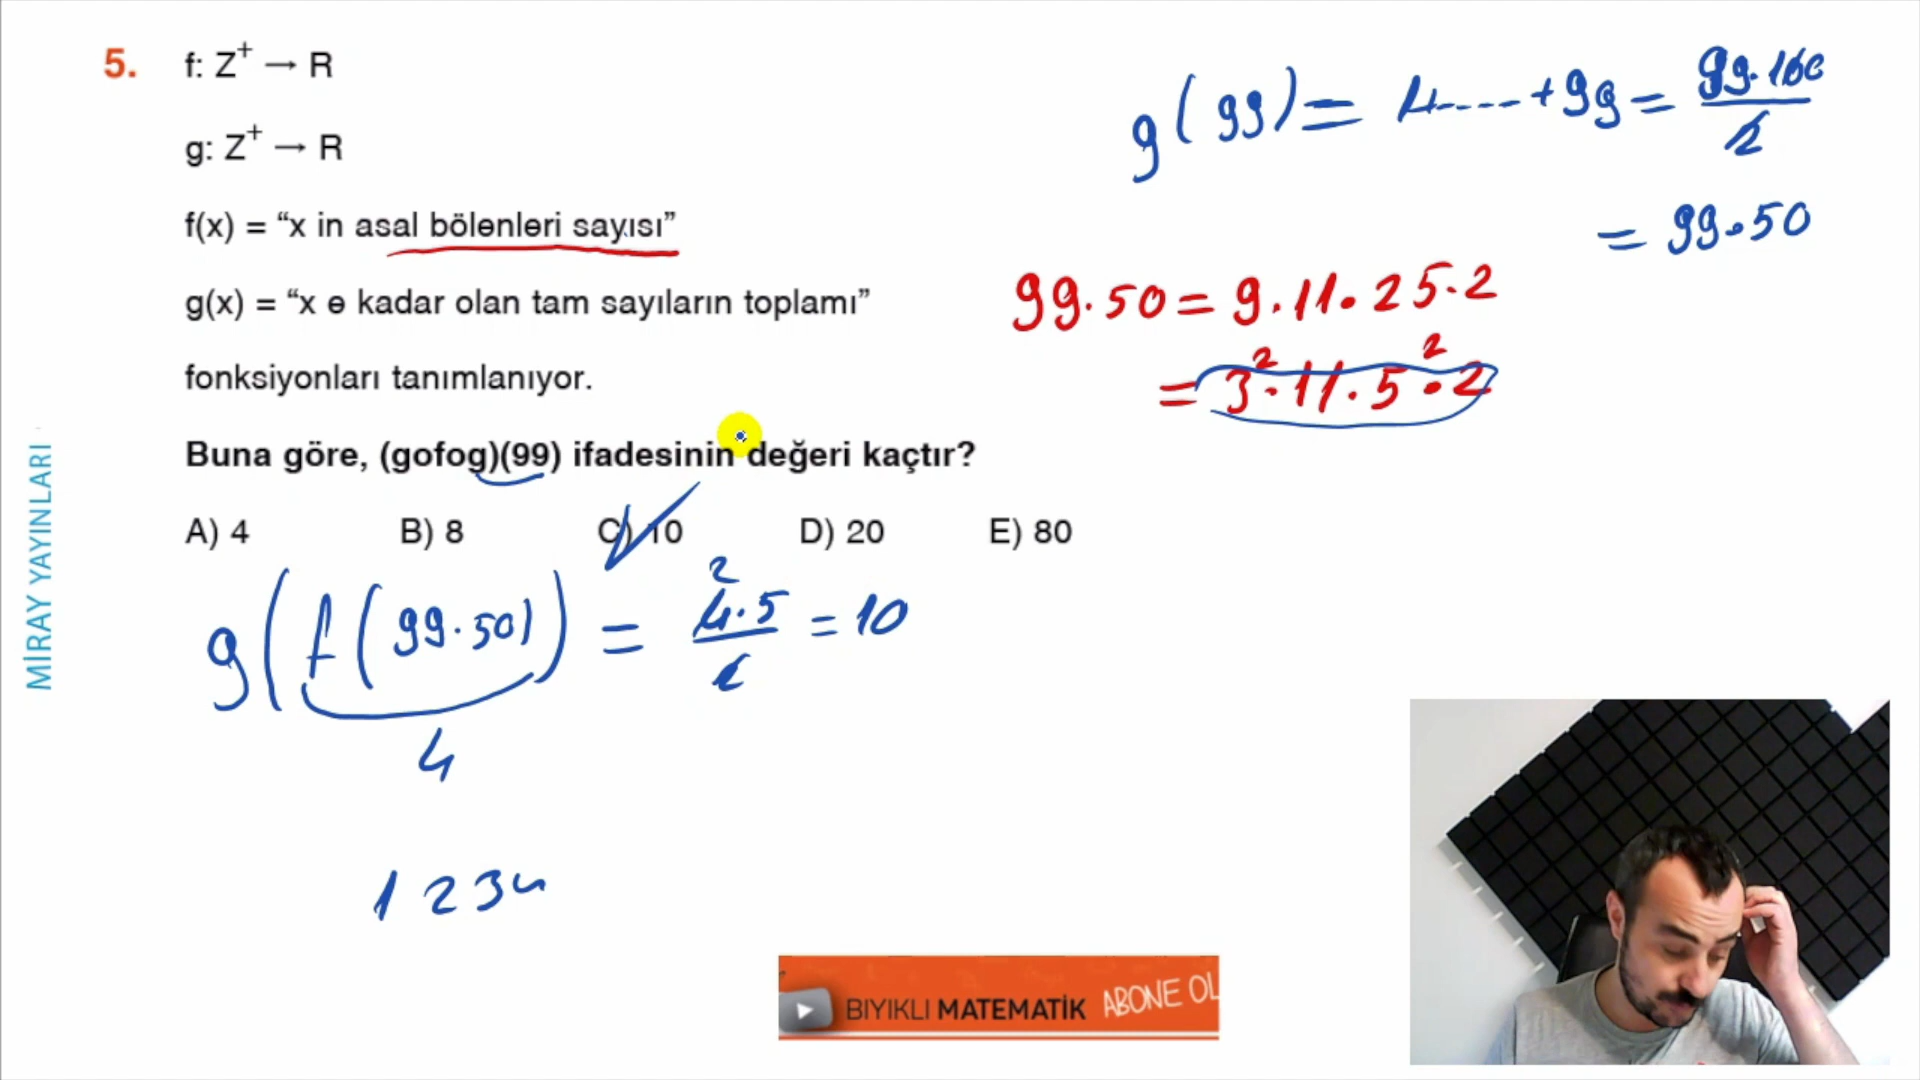 5. f: Z⁺ → R
g: Z⁺ → R
f(x) = “x in asal bölenleri sayısı”
g(x) = “x e kadar olan tam sayıların toplamı”
fonksiyonları tanımlanıyor.
Buna göre, (gofog)(99) ifadesinin değeri kaçtır?
A) 4 B) 8 C) 10 D) 20 E) 80
g(f(99.50)) = 4.5/2 = 10
2
4
1 2 3 4
g(99) = 1+----+99 = 99.100/2
= 99.50
99.50 = 9.11.25.2
= 3².11.5².2
MİRAY YAYINLARI
BIYIKLI MATEMATİK ABONE OL